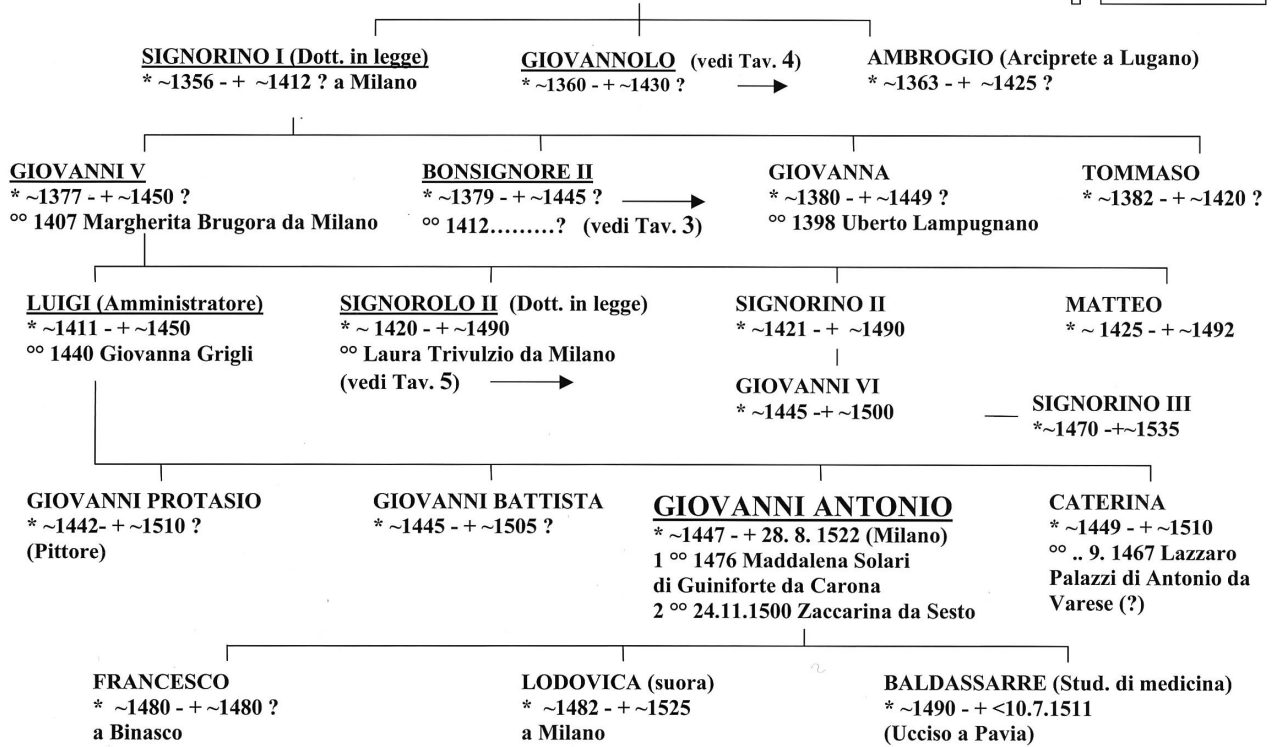 SIGNORINO I (Dott. in legge)
* ~1356 - + ~1412 ? a Milano
GIOVANNOLO (vedi Tav. 4)
* ~1360 - + ~1430 ?
AMBROGIO (Arciprete a Lugano)
* ~1363 - + ~1425 ?
GIOVANNI V
* ~1377 - + ~1450 ?
°° 1407 Margherita Brugora da Milano
BONSIGNORE II
* ~1379 - + ~1445 ?
°° 1412.........? (vedi Tav. 3)
GIOVANNA
* ~1380 - + ~1449 ?
°° 1398 Uberto Lampugnano
TOMMASO
* ~1382 - + ~1420 ?
LUIGI (Amministratore)
* ~1411 - + ~1450
°° 1440 Giovanna Grigli
SIGNOROLO II (Dott. in legge)
* ~ 1420 - + ~1490
°° Laura Trivulzio da Milano
(vedi Tav. 5)
SIGNORINO II
* ~1421 - + ~1490
MATTEO
* ~ 1425 - + ~1492
GIOVANNI VI
* ~1445 -+ ~1500
SIGNORINO III
*~1470 -+~1535
GIOVANNI PROTASIO
* ~1442- + ~1510 ?
(Pittore)
GIOVANNI BATTISTA
* ~1445 - + ~1505 ?
GIOVANNI ANTONIO
* ~1447 - + 28. 8. 1522 (Milano)
1 °° 1476 Maddalena Solari
di Guiniforte da Carona
2 °° 24.11.1500 Zaccarina da Sesto
CATERINA
* ~1449 - + ~1510
°° .. 9. 1467 Lazzaro
Palazzi di Antonio da
Varese (?)
FRANCESCO
* ~1480 - + ~1480 ?
a Binasco
LODOVICA (suora)
* ~1482 - + ~1525
a Milano
BALDASSARRE (Stud. di medicina)
* ~1490 - + <10.7.1511
(Ucciso a Pavia)